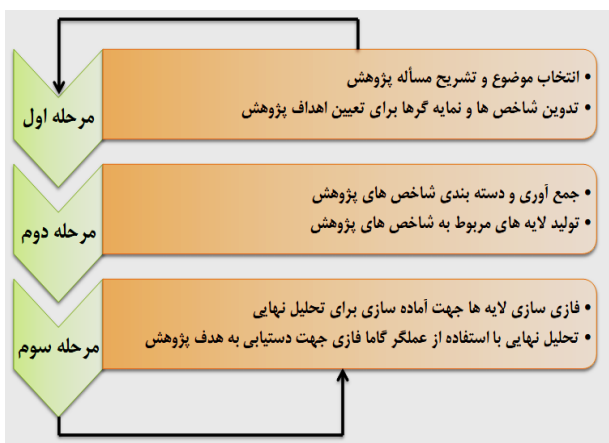 مرحله اول
• انتخاب موضوع و تشریح مسأله پژوهش
• تدوین شاخص ها و نمایه گرها برای تعیین اهداف پژوهش
مرحله دوم
• جمع آوری و دسته بندی شاخص های پژوهش
• تولید لایه های مربوط به شاخص های پژوهش
مرحله سوم
• فازی سازی لایه ها جهت آماده سازی برای تحلیل نهایی
• تحلیل نهایی با استفاده از عملگر گاما فازی جهت دستیابی به هدف پژوهش